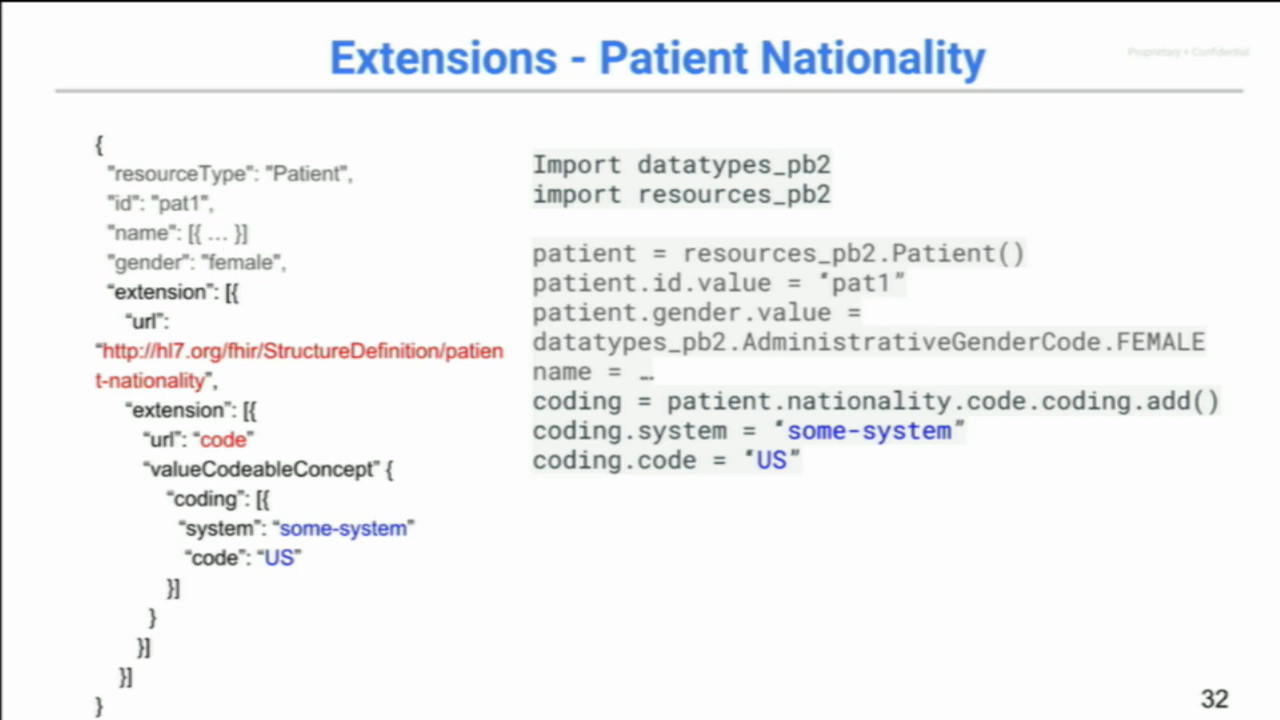 Extensions - Patient Nationality
Proprietary + Confidential
{
"resourceType": "Patient",
"id": "pat1",
"name": [{ … }]
"gender": "female",
"extension": [{
"url":
"http://hl7.org/fhir/StructureDefinition/patien
t-nationality",
"extension": [{
"url": "code"
"valueCodeableConcept" {
"coding": [{
"system": "some-system"
"code": "US"
}]
}
}]
}]
}
Import datatypes_pb2
import resources_pb2
patient = resources_pb2.Patient()
patient.id.value = "pat1"
patient.gender.value =
datatypes_pb2.AdministrativeGenderCode.FEMALE
name = …
coding = patient.nationality.code.coding.add()
coding.system = "some-system"
coding.code = "US"
32